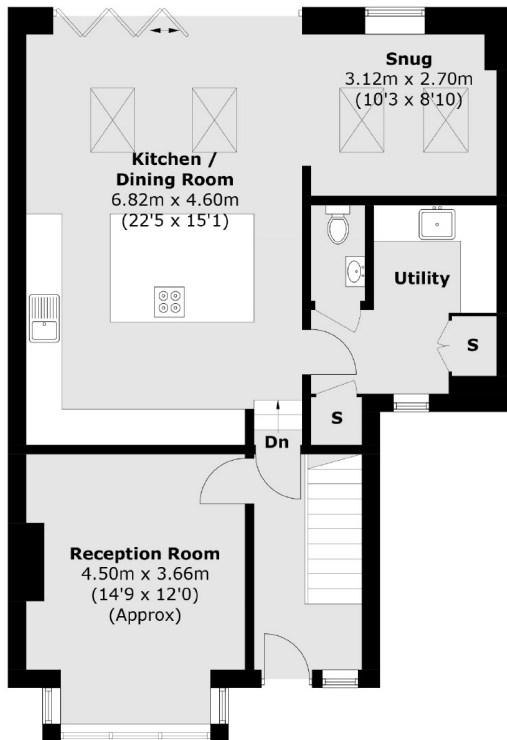 Snug
3.12m x 2.70m
(10'3 x 8'10)
Kitchen /
Dining Room
6.82m x 4.60m
(22'5 x 15'1)
Utility
S
S
Dn
Reception Room
4.50m x 3.66m
(14'9 x 12'0)
(Approx)